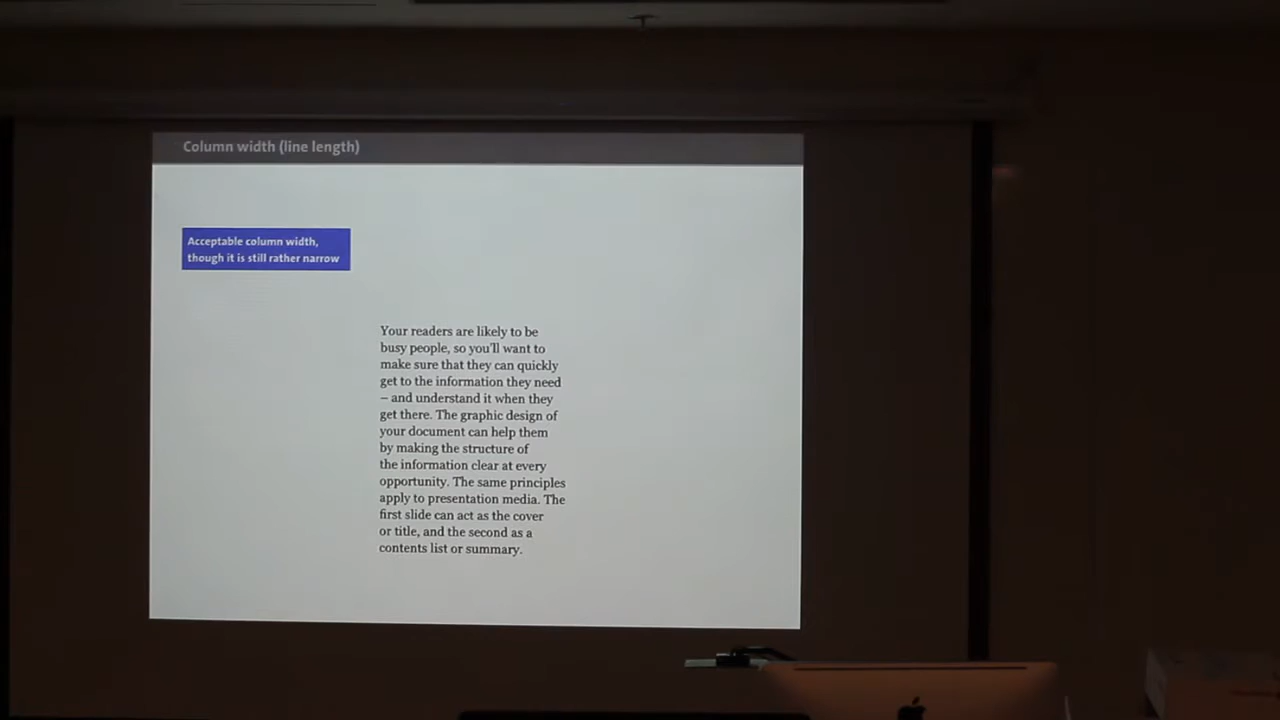 Column width (line length)
Acceptable column width,
though it is still rather narrow
Your readers are likely to be
busy people, so you'll want to
make sure that they can quickly
get to the information they need
– and understand it when they
get there. The graphic design of
your document can help them
by making the structure of
the information clear at every
opportunity. The same principles
apply to presentation media. The
first slide can act as the cover
or title, and the second as a
contents list or summary.